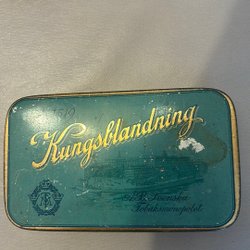 Kungsblandning
A.B. Svenska
Tobaksmonopolet